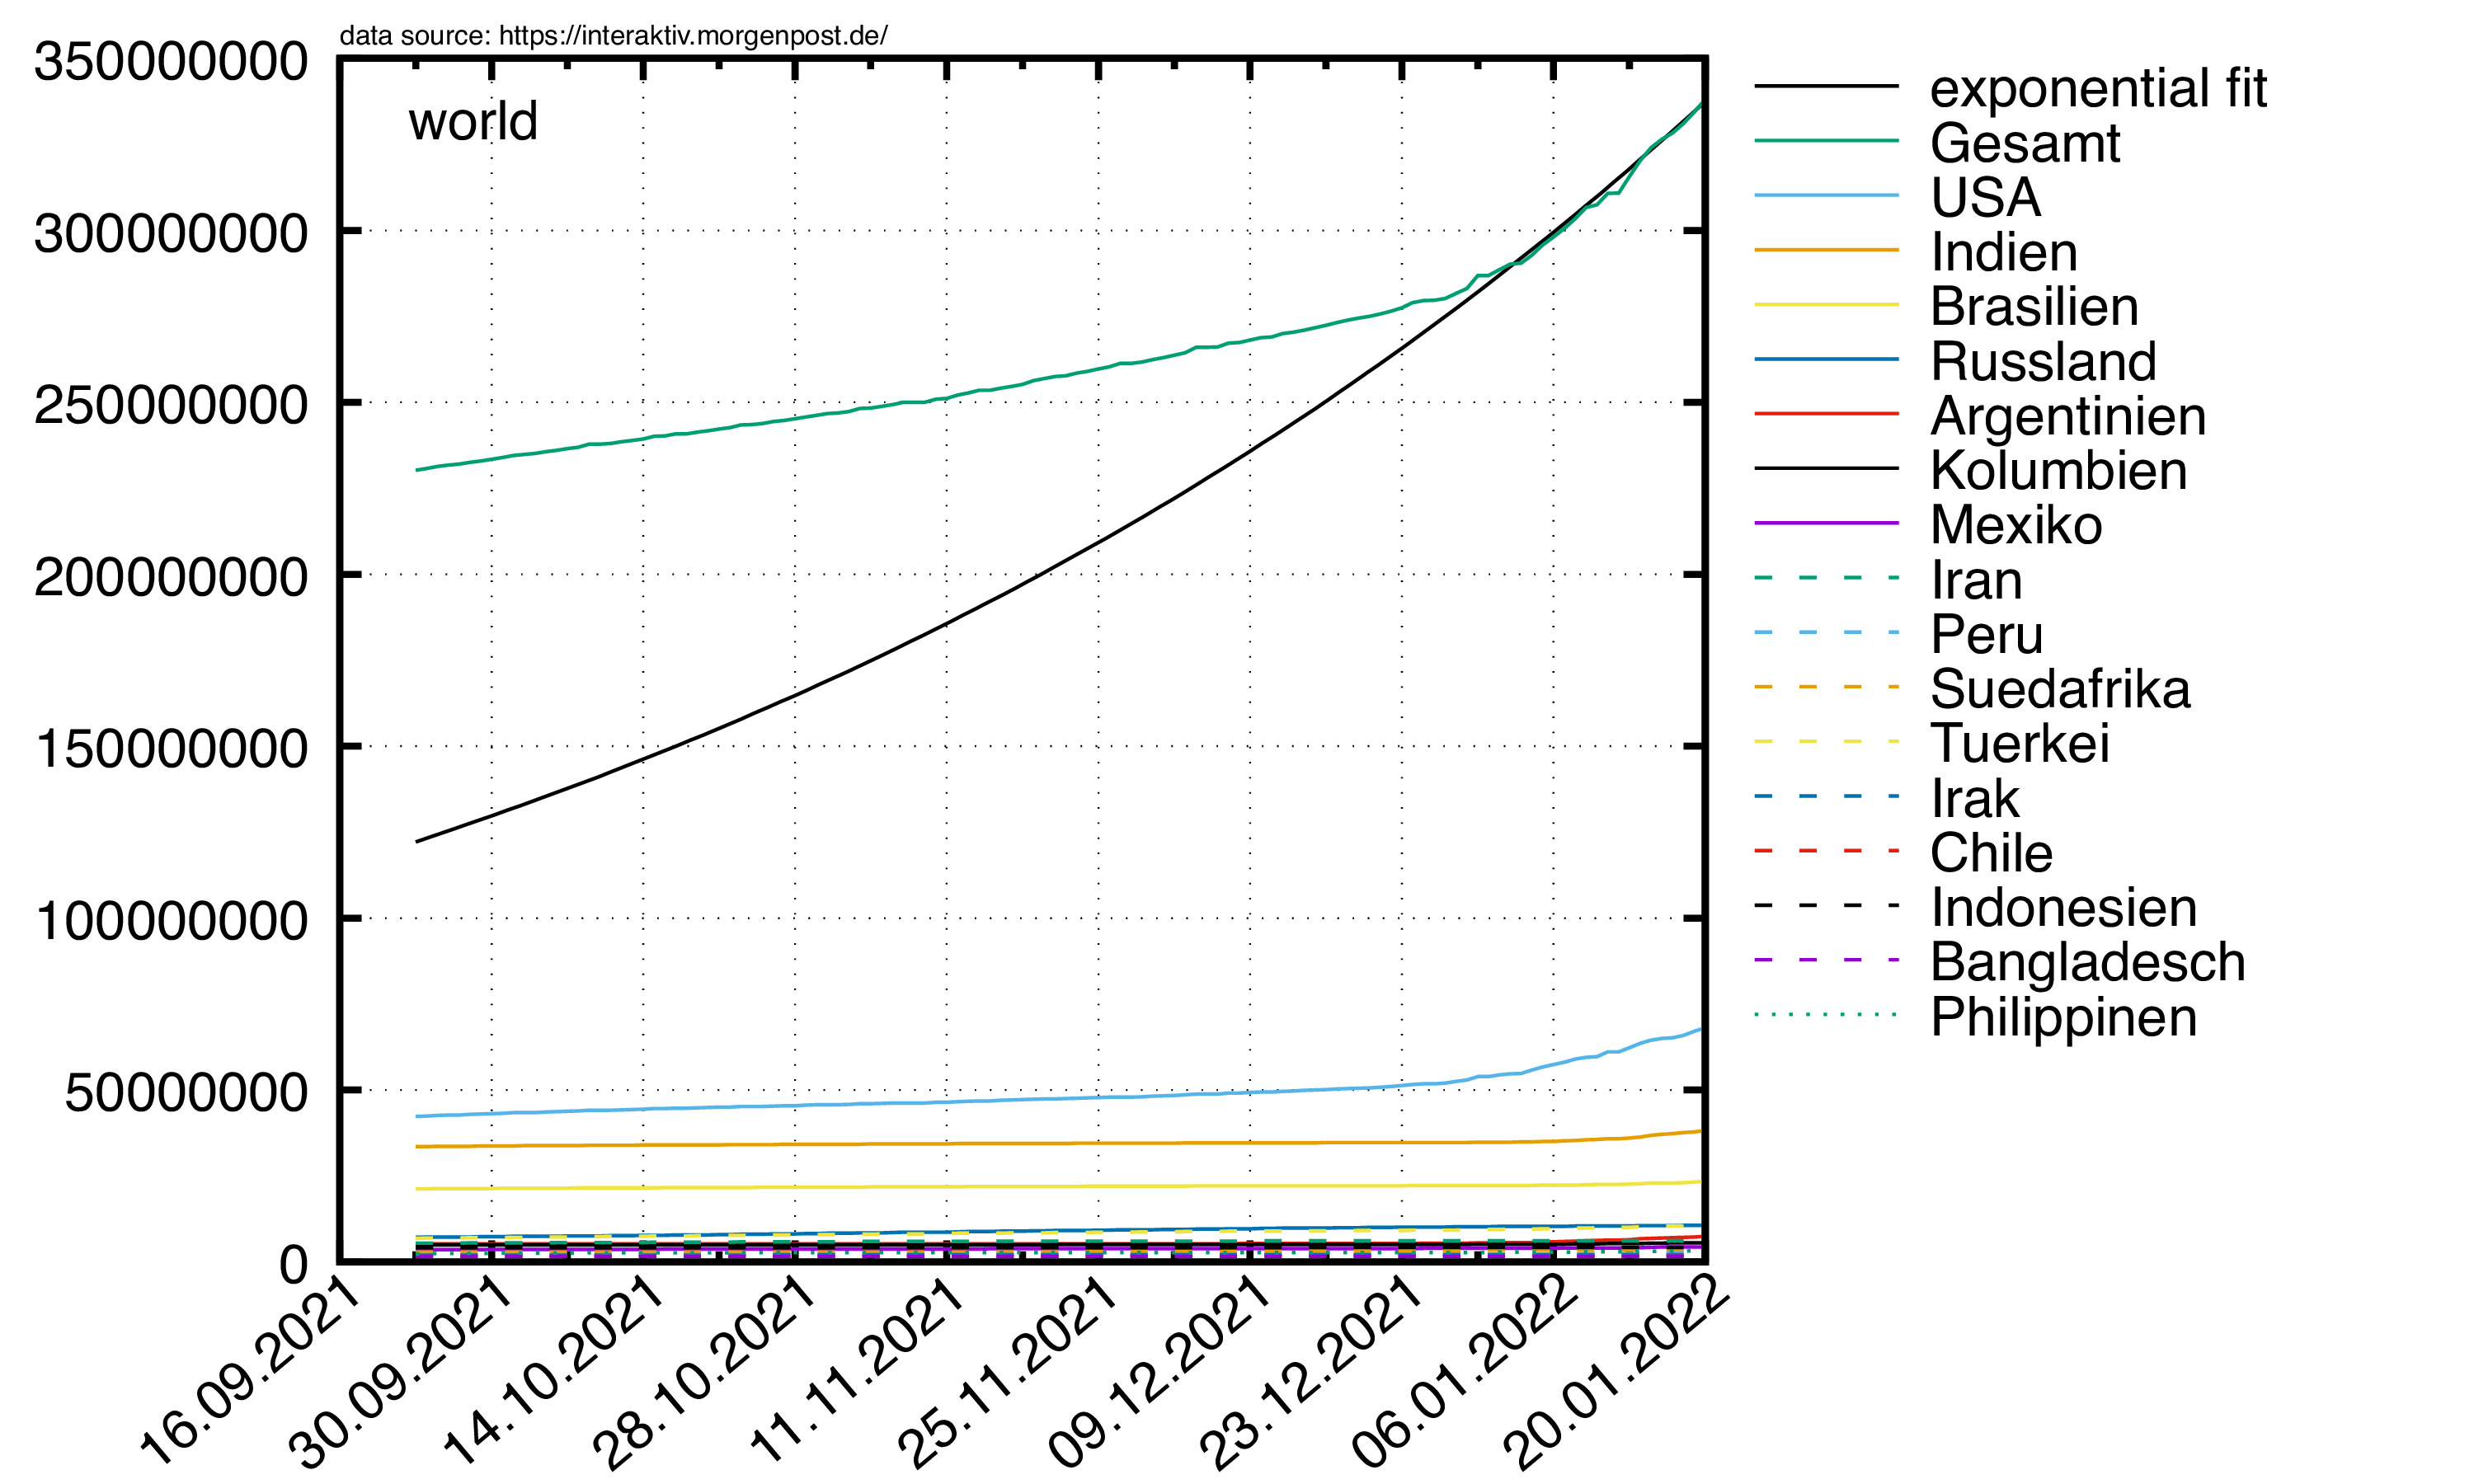 data source: https://interaktiv.morgenpost.de/
world
350000000
300000000
250000000
200000000
150000000
100000000
50000000
0
16.09.2021
30.09.2021
14.10.2021
28.10.2021
11.11.2021
25.11.2021
09.12.2021
23.12.2021
06.01.2022
20.01.2022
exponential fit
Gesamt
USA
Indien
Brasilien
Russland
Argentinien
Kolumbien
Mexiko
Iran
Peru
Suedafrika
Tuerkei
Irak
Chile
Indonesien
Bangladesch
Philippinen